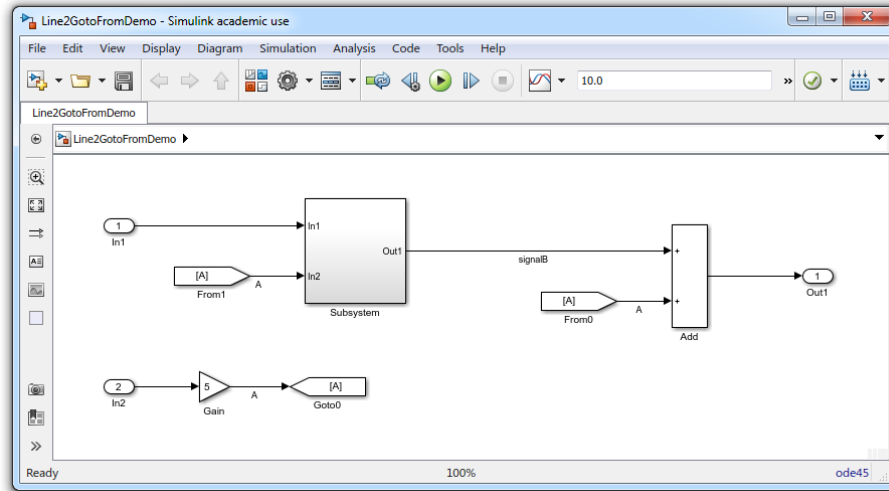 Line2GotoFromDemo - Simulink academic use
File Edit View Display Diagram Simulation Analysis Code Tools Help
10.0
»
Line2GotoFromDemo
Line2GotoFromDemo
1
In1
In1
Out1
In2
[A]
From1
A
Subsystem
signalB
+
+
[A]
From0
A
Add
1
Out1
2
In2
5
Gain
A
[A]
Goto0
Ready 100% ode45